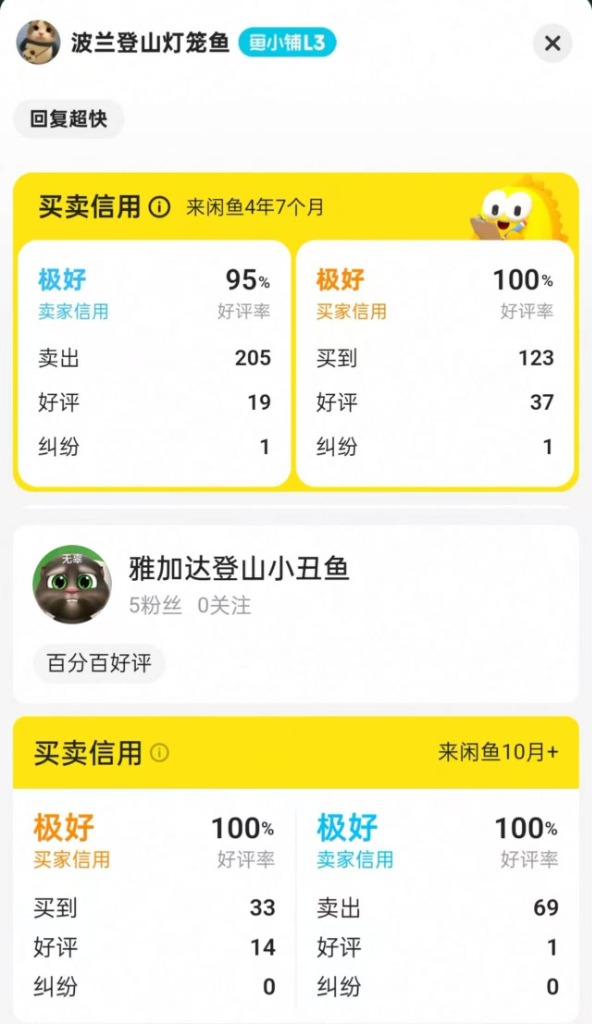 波兰登山灯笼鱼 鱼小铺L3
回复超快
买卖信用 来闲鱼4年7个月
极好 95% 极好 100%
卖家信用 好评率 买家信用 好评率
卖出 205 买到 123
好评 19 好评 37
纠纷 1 纠纷 1
无辜
雅加达登山小丑鱼
5粉丝 0关注
百分百好评
买卖信用 来闲鱼10月+
极好 100% 极好 100%
买家信用 好评率 卖家信用 好评率
买到 33 卖出 69
好评 14 好评 1
纠纷 0 纠纷 0